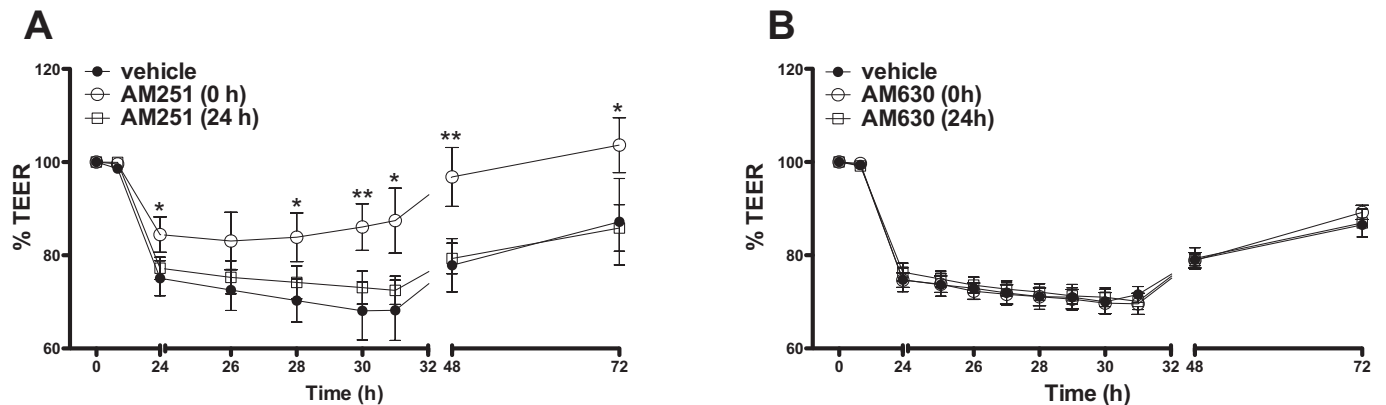 A
vehicle
AM251 (0 h)
AM251 (24 h)
120
100
80
60
% TEER
*
*
**
*
**
*
0
24
26
28
30
32
48
72
Time (h)
B
vehicle
AM630 (0h)
AM630 (24h)
120
100
80
60
% TEER
0
24
26
28
30
32
48
72
Time (h)